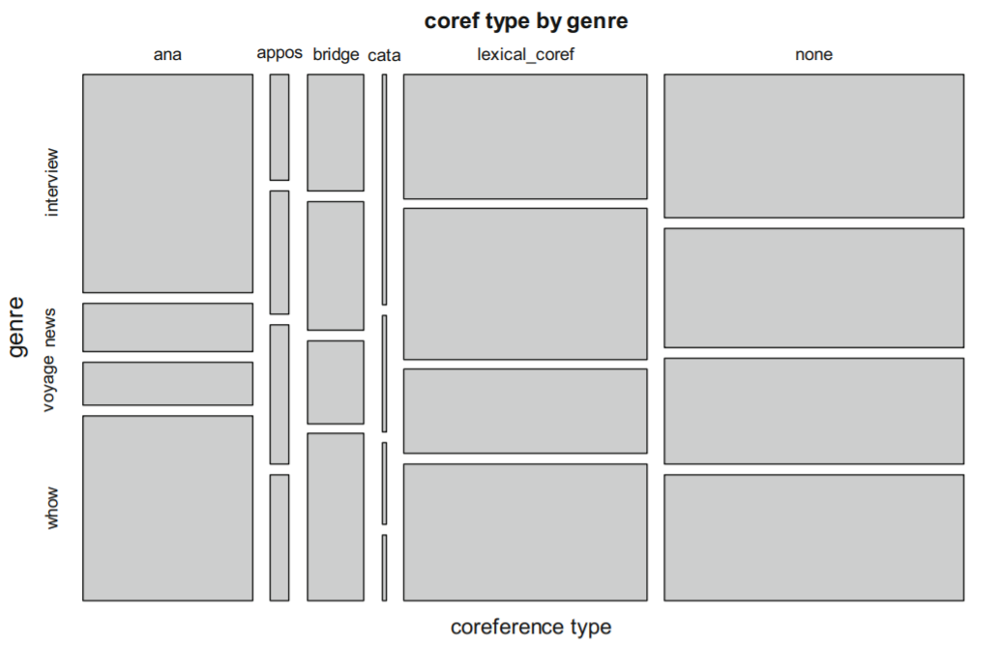 coref type by genre
ana appos bridge cata lexical_coref none
interview
news
voyage
whow
genre
coreference type